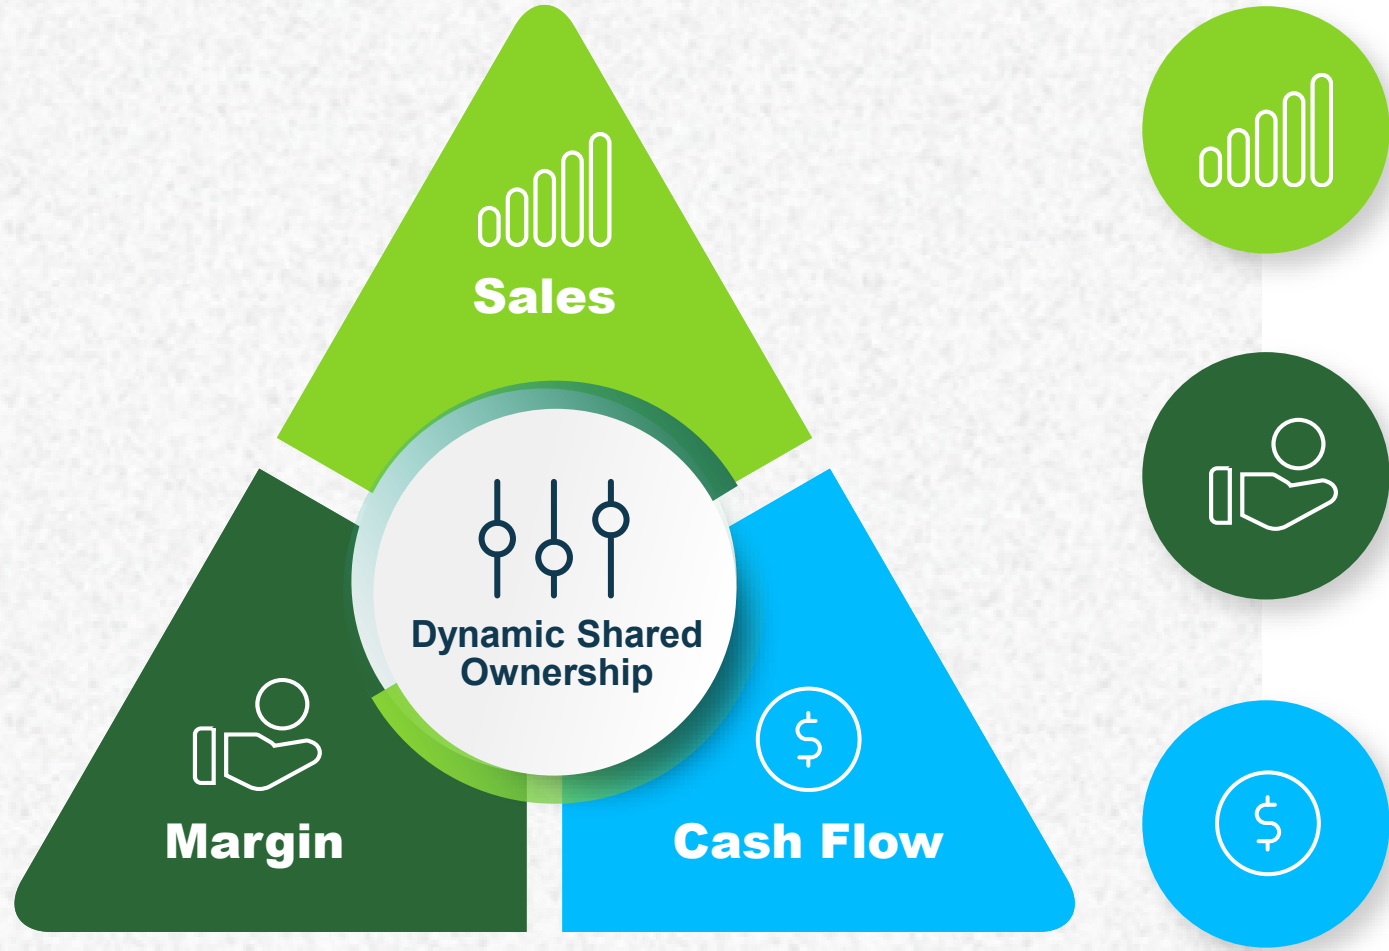 Sales
Dynamic Shared
Ownership
Margin
Cash Flow
$
$